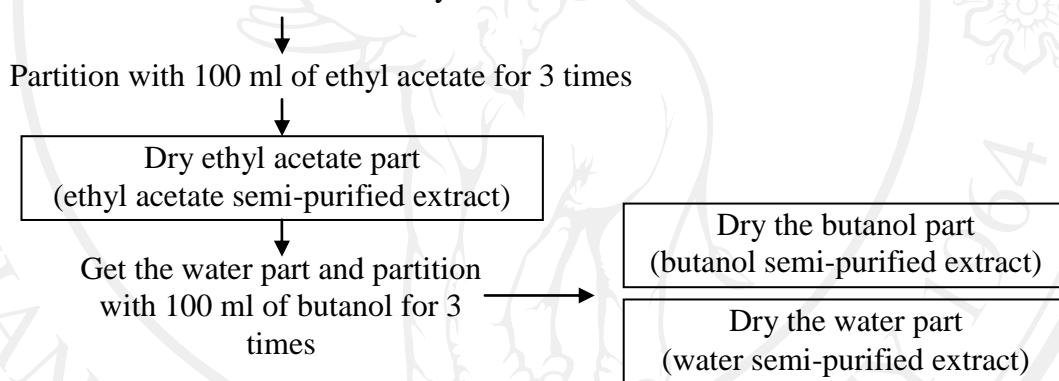 Partition with 100 ml of ethyl acetate for 3 times
Dry ethyl acetate part
(ethyl acetate semi-purified extract)
Get the water part and partition
with 100 ml of butanol for 3
times
Dry the butanol part
(butanol semi-purified extract)
Dry the water part
(water semi-purified extract)
1964